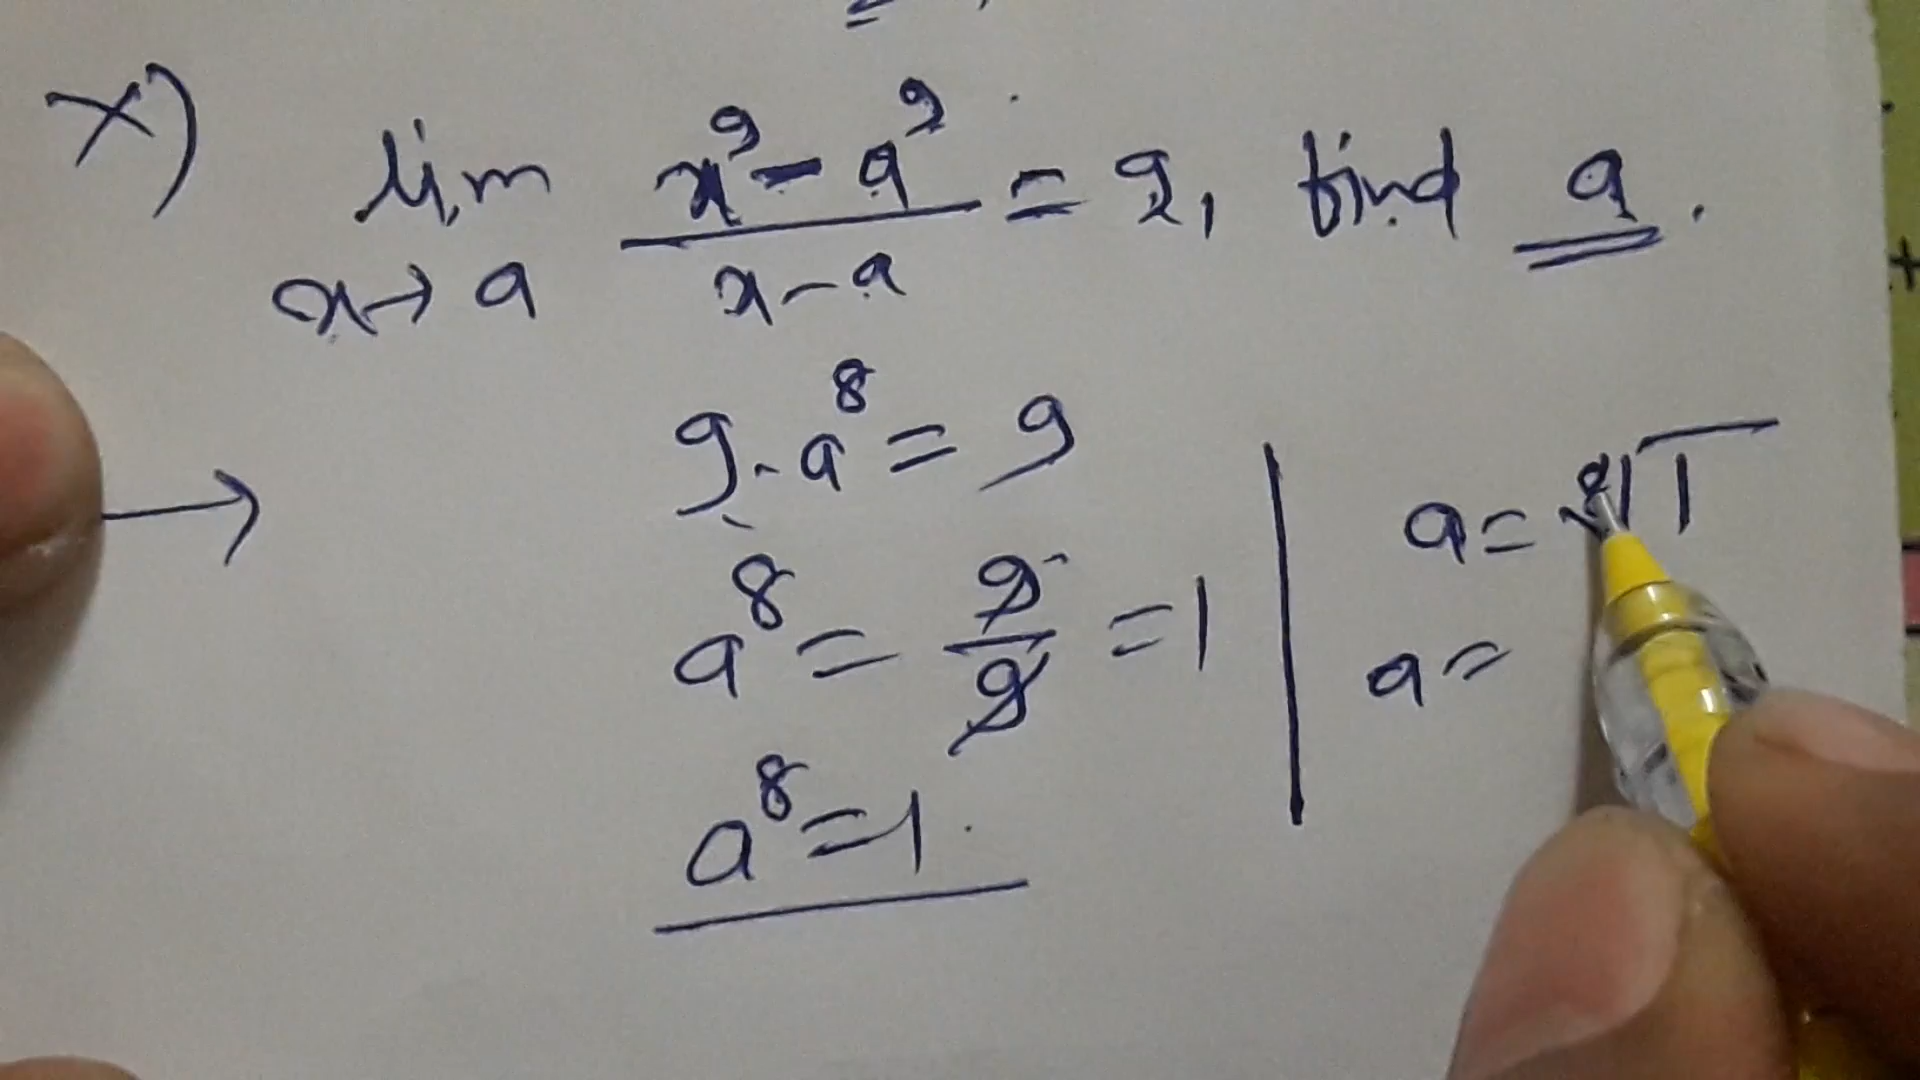 x) lim x→a (x⁹ - a⁹)/(x - a) = 9, find a.
→ 9·a⁸ = 9
a⁸ = 9/9 = 1
a⁸ = 1.
a = ⁸√1
a =